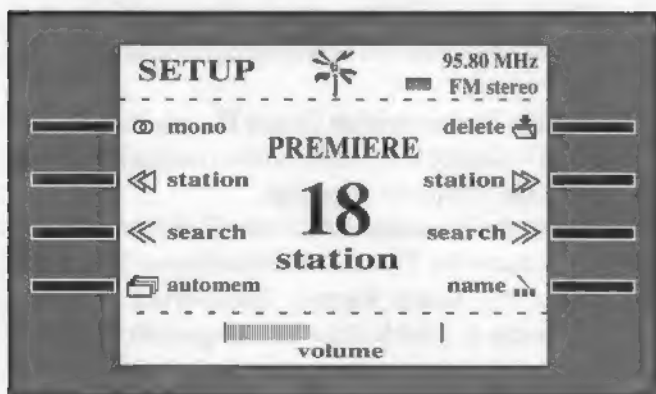 SETUP
95.80 MHz
FM stereo
mono
delete
PREMIERE
station
18
station
search
search
station
automem
name
volume